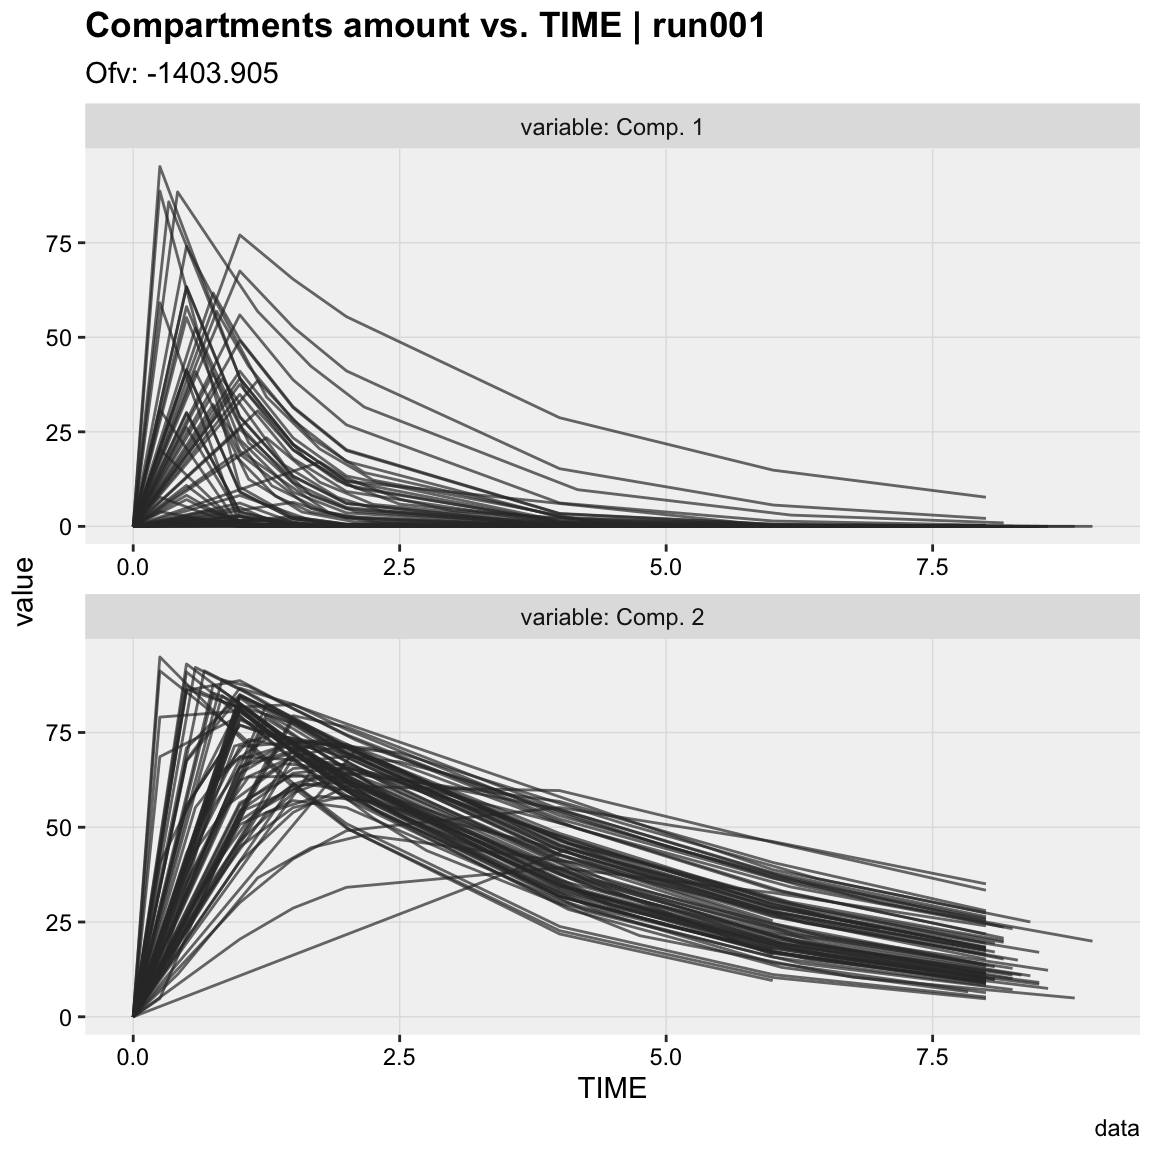 Compartments amount vs. TIME | run001
Ofv: -1403.905
variable: Comp. 1
75
50
25
0
0.0 2.5 5.0 7.5
value
variable: Comp. 2
75
50
25
0
0.0 2.5 5.0 7.5
TIME
data